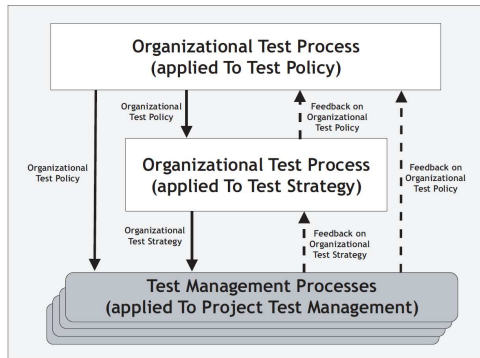 Organizational Test Process
(applied To Test Policy)
Organizational
Test Policy
Organizational
Test Policy
Feedback on
Organizational
Test Policy
Feedback on
Organizational
Test Policy
Organizational Test Process
(applied To Test Strategy)
Organizational
Test Strategy
Feedback on
Organizational
Test Strategy
Test Management Processes
(applied To Project Test Management)